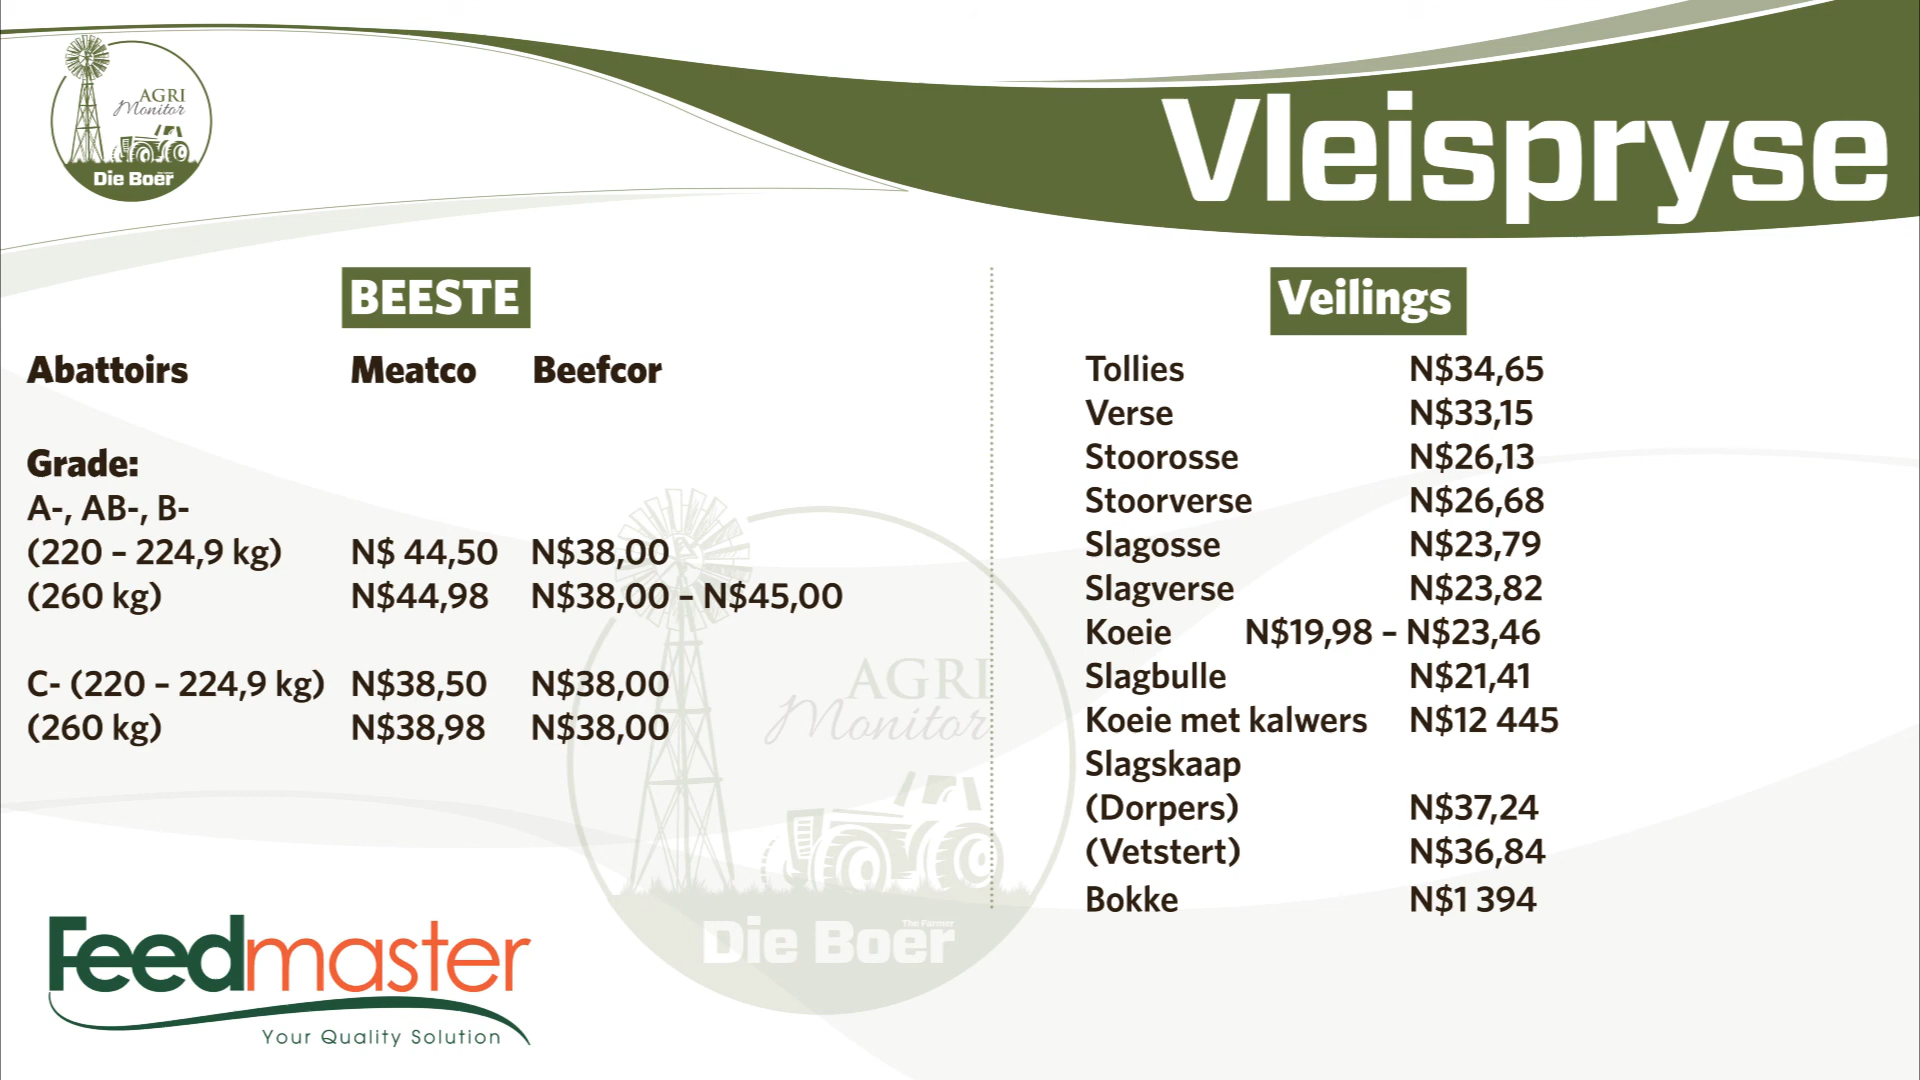 AGRI
Monitor
Die Boer
Vleispryse
BEESTE
Abattoirs Meatco Beefcor
Grade:
A-, AB-, B-
(220 – 224,9 kg) N$ 44,50 N$38,00
(260 kg) N$44,98 N$38,00 – N$45,00
C- (220 – 224,9 kg) N$38,50 N$38,00
(260 kg) N$38,98 N$38,00
Veilings
Tollies N$34,65
Verse N$33,15
Stoorosse N$26,13
Stoorverse N$26,68
Slagosse N$23,79
Slagverse N$23,82
Koeie N$19,98 – N$23,46
Slagbulle N$21,41
Koeie met kalwers N$12 445
Slagskaap
(Dorpers) N$37,24
(Vetstert) N$36,84
Bokke N$1 394
AGRI
Monitor
The Farmer
Die Boer
Feedmaster
Your Quality Solution